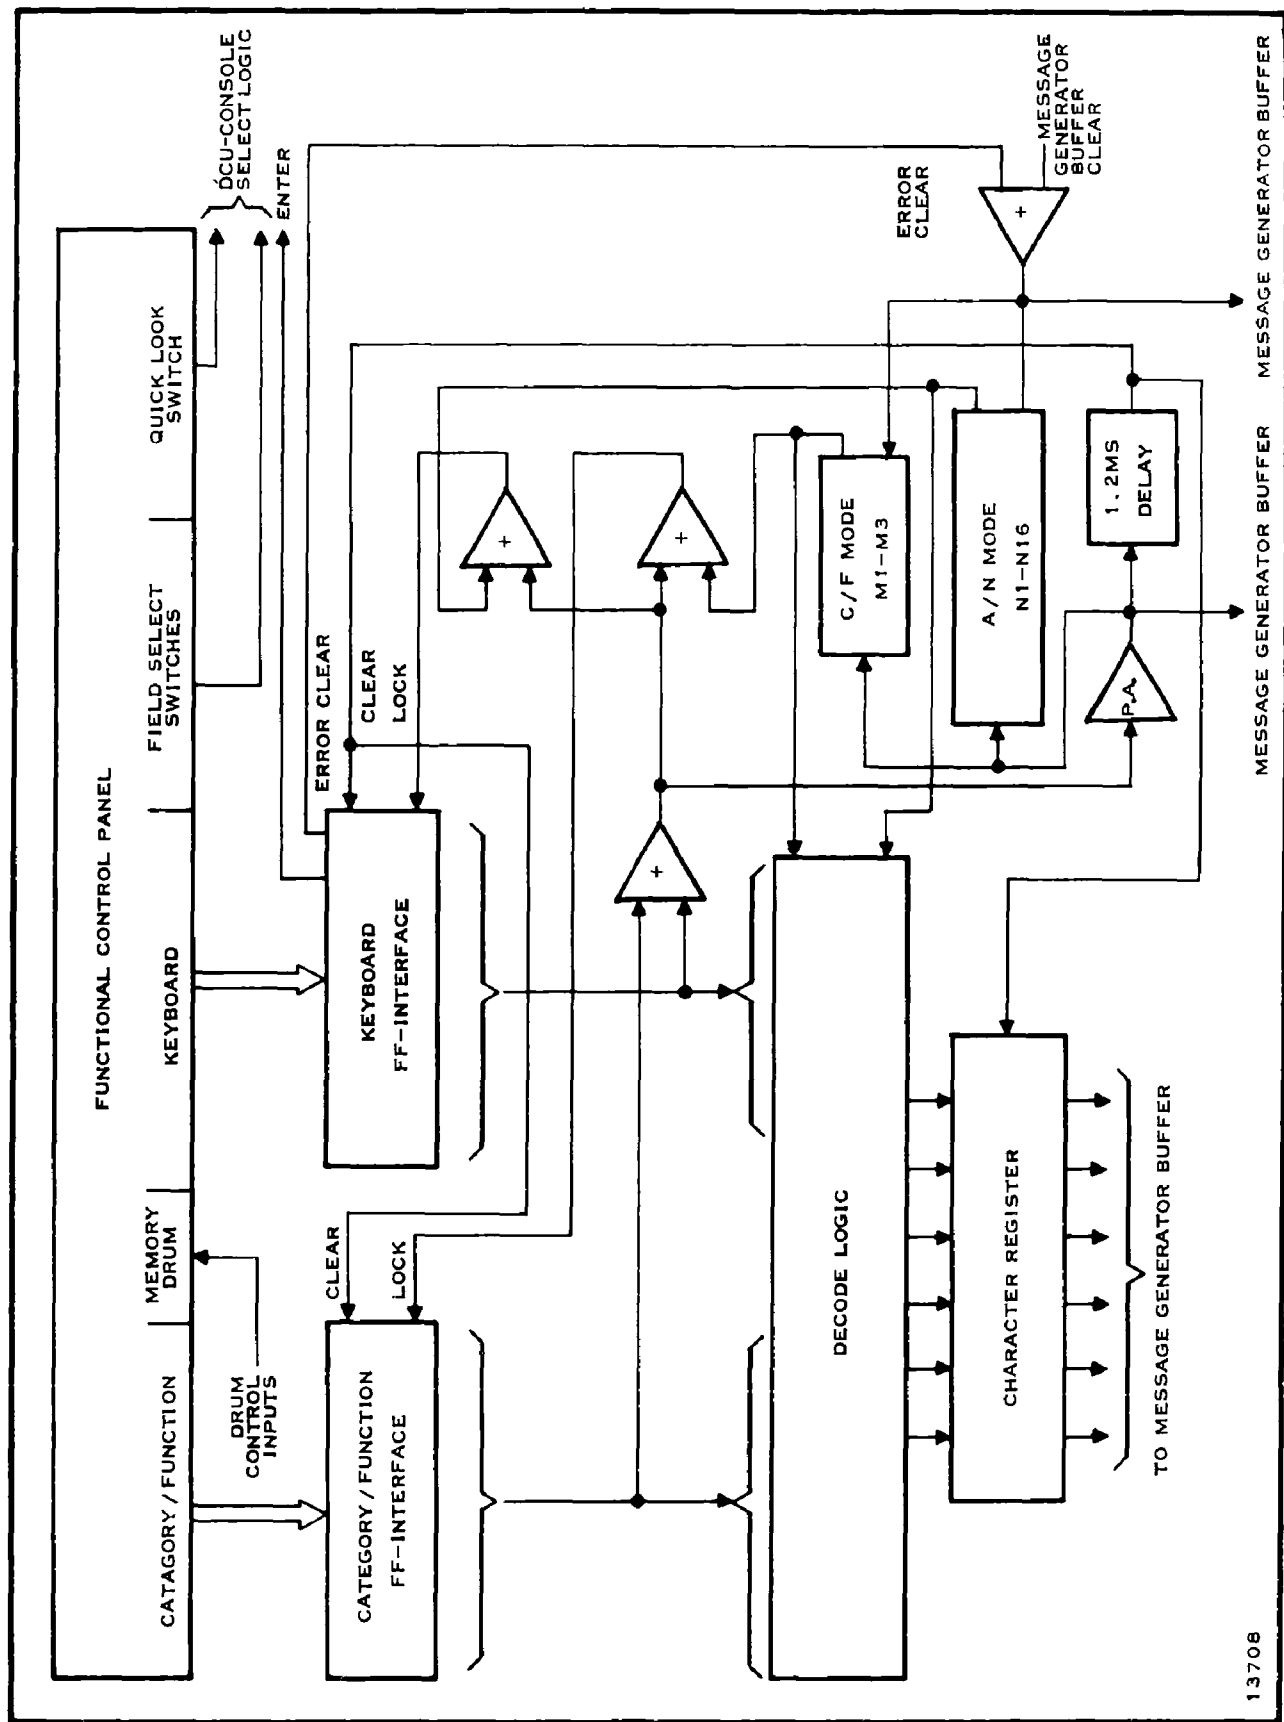 FUNCTIONAL CONTROL PANEL
CATAGORY/FUNCTION
MEMORY
DRUM
KEYBOARD
FIELD SELECT
SWITCHES
QUICK LOOK
SWITCH
DCU-CONSOLE
SELECT LOGIC
ENTER
DRUM
CONTROL
INPUTS
CLEAR
LOCK
ERROR CLEAR
CLEAR
LOCK
CATEGORY/FUNCTION
FF-INTERFACE
KEYBOARD
FF-INTERFACE
+
+
+
ERROR
CLEAR
+
MESSAGE
GENERATOR
BUFFER
CLEAR
C/F MODE
M1-M3
A/N MODE
N1-N16
P.A.
1.2MS
DELAY
DECODE LOGIC
CHARACTER REGISTER
TO MESSAGE GENERATOR BUFFER
MESSAGE GENERATOR BUFFER
MESSAGE GENERATOR BUFFER
13708